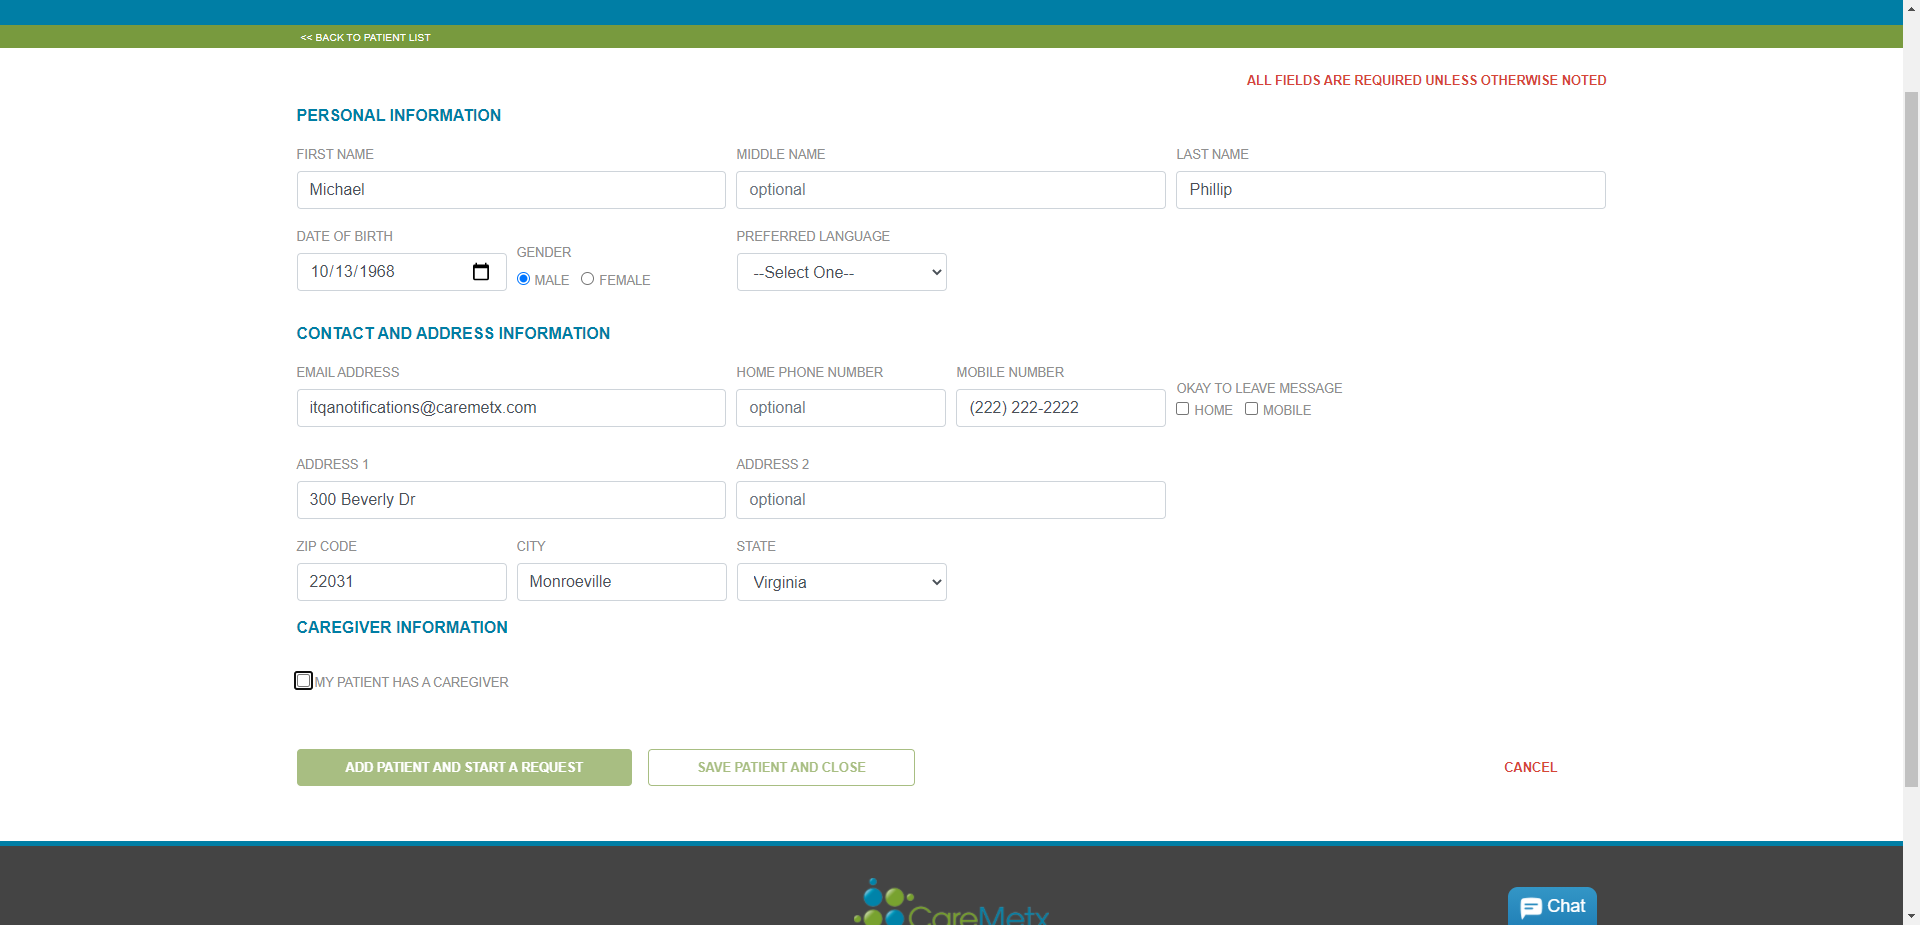 << BACK TO PATIENT LIST
ALL FIELDS ARE REQUIRED UNLESS OTHERWISE NOTED
PERSONAL INFORMATION
FIRST NAME MIDDLE NAME LAST NAME
Michael optional Phillip
DATE OF BIRTH GENDER PREFERRED LANGUAGE
10/13/1968 MALE FEMALE --Select One--
CONTACT AND ADDRESS INFORMATION
EMAIL ADDRESS HOME PHONE NUMBER MOBILE NUMBER OKAY TO LEAVE MESSAGE
itqanotifications@caremetx.com optional (222) 222-2222 HOME MOBILE
ADDRESS 1 ADDRESS 2
300 Beverly Dr optional
ZIP CODE CITY STATE
22031 Monroeville Virginia
CAREGIVER INFORMATION
MY PATIENT HAS A CAREGIVER
ADD PATIENT AND START A REQUEST SAVE PATIENT AND CLOSE CANCEL
CareMetx
Chat